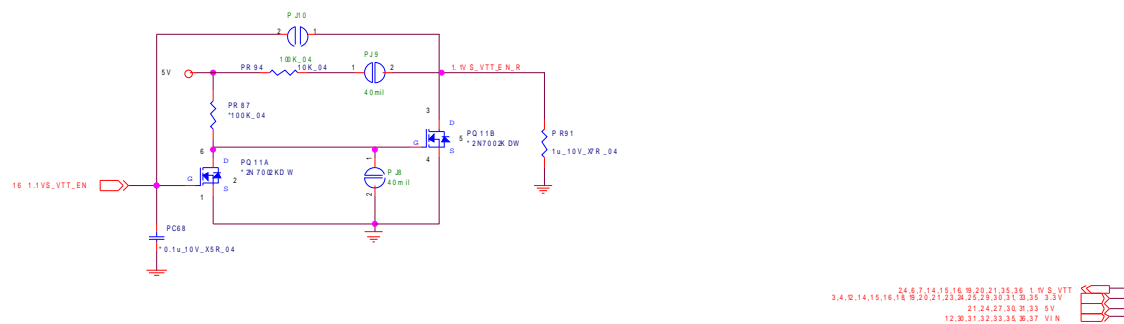 PJ10
2 1
100K_04
PJ9
5V
PR94
10K_04
1 2
1.1VS_VTT_EN_R
40mil
PR87
*100K_04
3
D
6
D
G
5
PQ11B
*2N7002KDW
PR91
1u_10V_X7R_04
S
4
PQ11A
*2N7002KDW
G
2
S
1
1
PJ8
40mil
2
16 1.1VS_VTT_EN
PC68
*0.1u_10V_X5R_04
2,4,6,7,14,15,16,19,20,21,35,36 1.1VS_VTT
3,4,12,14,15,16,18,19,20,21,23,24,25,29,30,31,33,35 3.3V
21,24,27,30,31,33 5V
12,30,31,32,33,35,36,37 VIN